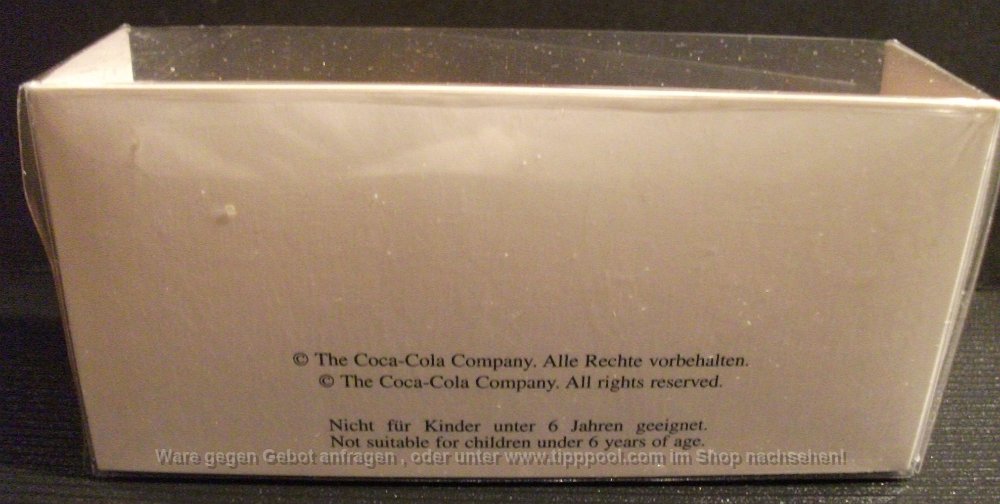 © The Coca-Cola Company. Alle Rechte vorbehalten.
© The Coca-Cola Company. All rights reserved.
Nicht für Kinder unter 6 Jahren geeignet.
Not suitable for children under 6 years of age.
Ware gegen Gebot anfragen , oder unter www.tipppool.com im Shop nachsehen!